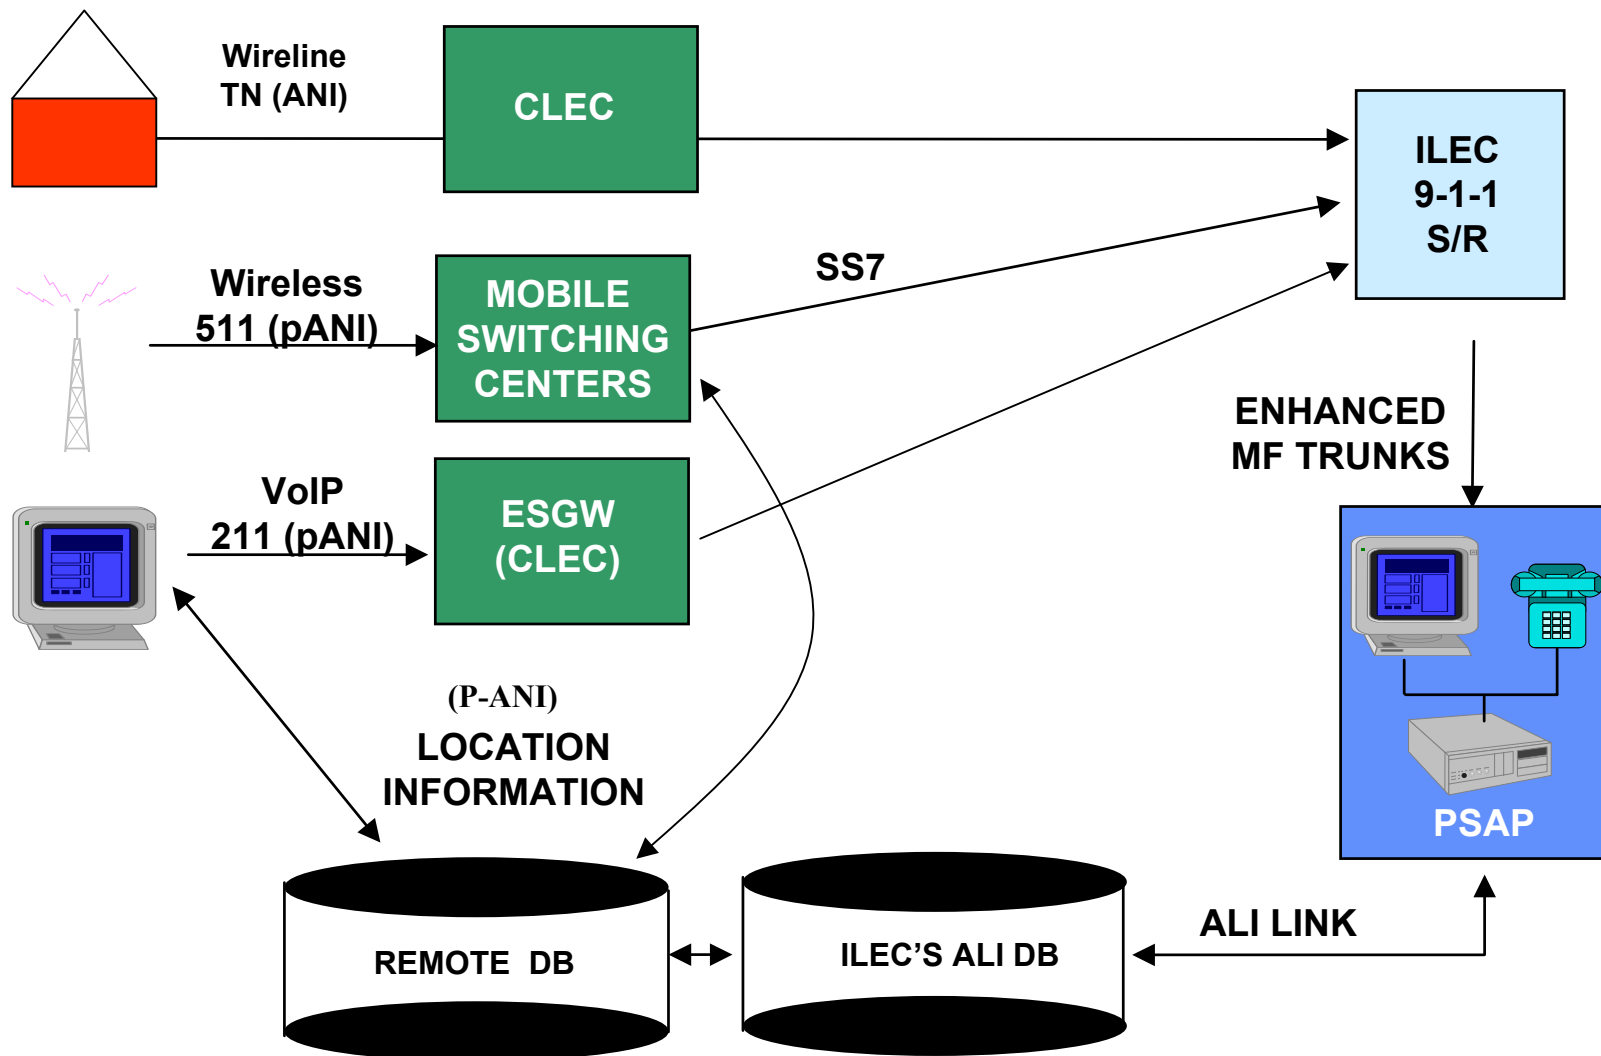 Wireline
TN (ANI)
CLEC
ILEC
9-1-1
S/R
Wireless
511 (pANI)
MOBILE
SWITCHING
CENTERS
SS7
ENHANCED
MF TRUNKS
VoIP
211 (pANI)
ESGW
(CLEC)
(P-ANI)
LOCATION
INFORMATION
PSAP
REMOTE DB
ILEC'S ALI DB
ALI LINK